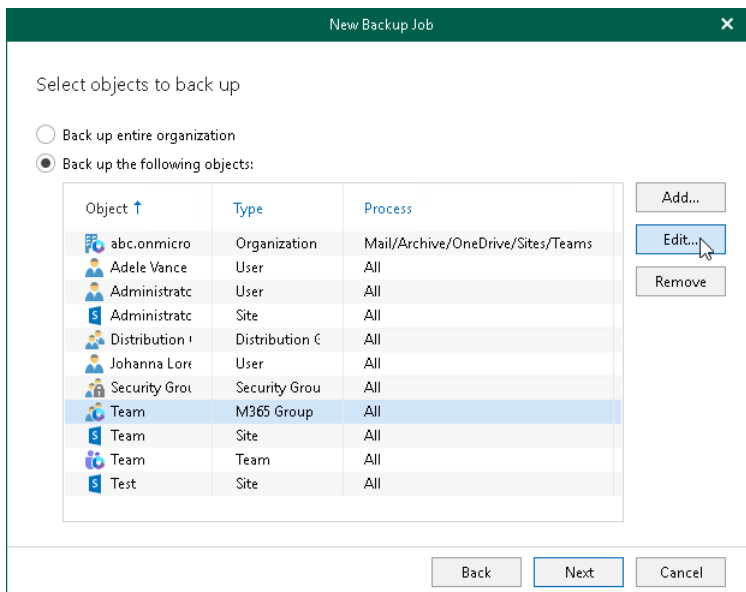 New Backup Job
Select objects to back up
Back up entire organization
Back up the following objects:
Object Type Process
abc.onmicro Organization Mail/Archive/OneDrive/Sites/Teams
Adele Vance User All
Administratc User All
Administratc Site All
Distribution Distribution G All
Johanna Lore User All
Security Grou Security Grou All
Team M365 Group All
Team Site All
Team Team All
Test Site All
Add...
Edit...
Remove
Back Next Cancel